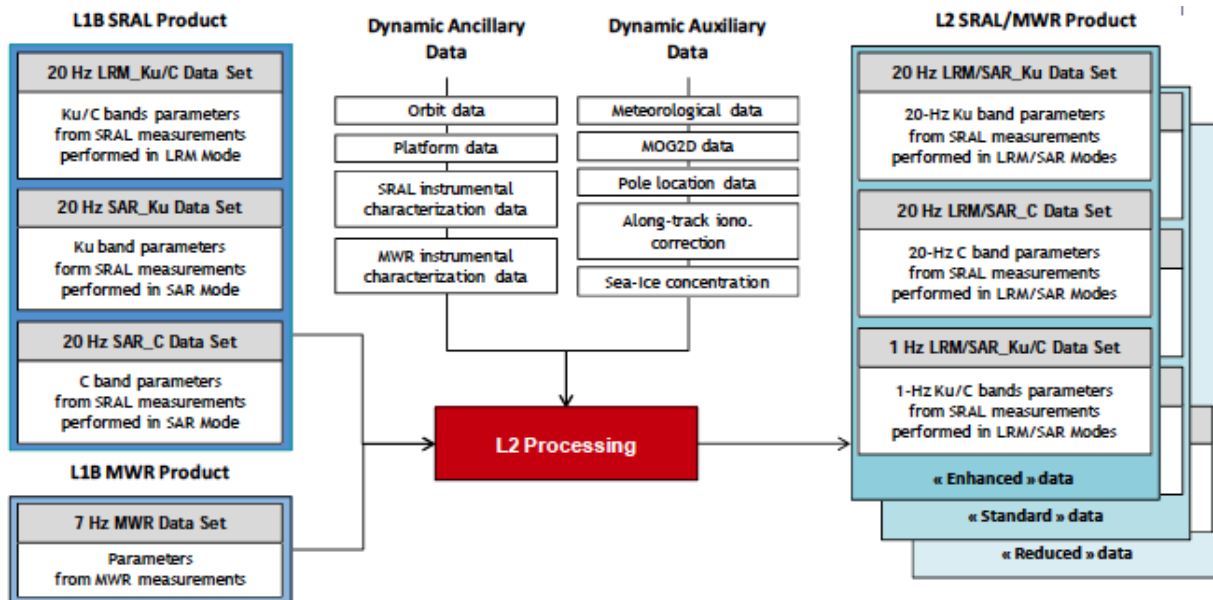 L1B SRAL Product
20 Hz LRM_Ku/C Data Set
Ku/C bands parameters
from SRAL measurements
performed in LRM Mode
20 Hz SAR_Ku Data Set
Ku band parameters
form SRAL measurements
performed in SAR Mode
20 Hz SAR_C Data Set
C band parameters
from SRAL measurements
performed in SAR Mode
L1B MWR Product
7 Hz MWR Data Set
Parameters
from MWR measurements
Dynamic Ancillary
Data
Orbit data
Platform data
SRAL instrumental
characterization data
MWR instrumental
characterization data
Dynamic Auxiliary
Data
Meteorological data
MOG2D data
Pole location data
Along-track iono.
correction
Sea-Ice concentration
L2 Processing
L2 SRAL/MWR Product
20 Hz LRM/SAR_Ku Data Set
20-Hz Ku band parameters
from SRAL measurements
performed in LRM/SAR Modes
20 Hz LRM/SAR_C Data Set
20-Hz C band parameters
from SRAL measurements
performed in LRM/SAR Modes
1 Hz LRM/SAR_Ku/C Data Set
1-Hz Ku/C bands parameters
from SRAL measurements
performed in LRM/SAR Modes
« Enhanced » data
« Standard » data
« Reduced » data